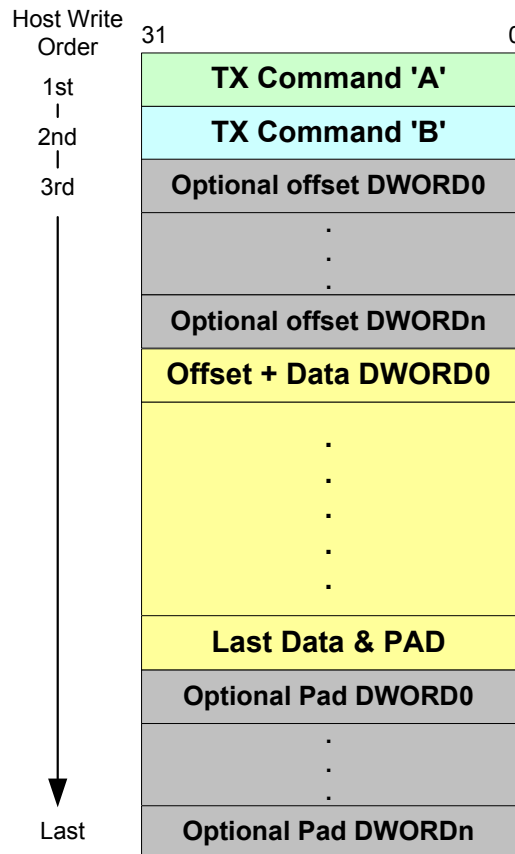 Host Write
Order
31
0
1st
TX Command 'A'
2nd
TX Command 'B'
3rd
Optional offset DWORD0
.
.
.
Optional offset DWORDn
Offset + Data DWORD0
.
.
.
.
.
Last Data & PAD
Optional Pad DWORD0
.
.
.
Last
Optional Pad DWORDn